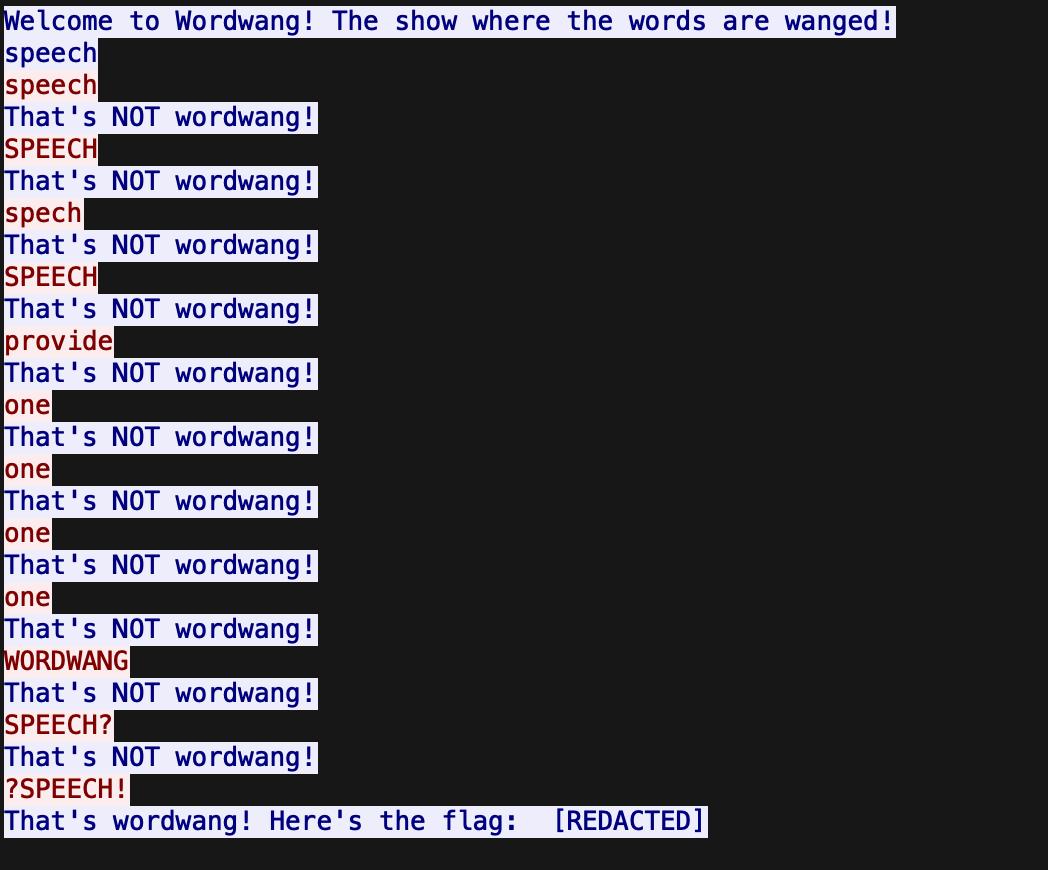 Welcome to Wordwang! The show where the words are wanged!
speech
speech
That's NOT wordwang!
SPEECH
That's NOT wordwang!
spech
That's NOT wordwang!
SPEECH
That's NOT wordwang!
provide
That's NOT wordwang!
one
That's NOT wordwang!
one
That's NOT wordwang!
one
That's NOT wordwang!
one
That's NOT wordwang!
WORDWANG
That's NOT wordwang!
SPEECH?
That's NOT wordwang!
?SPEECH!
That's wordwang! Here's the flag:  [REDACTED]